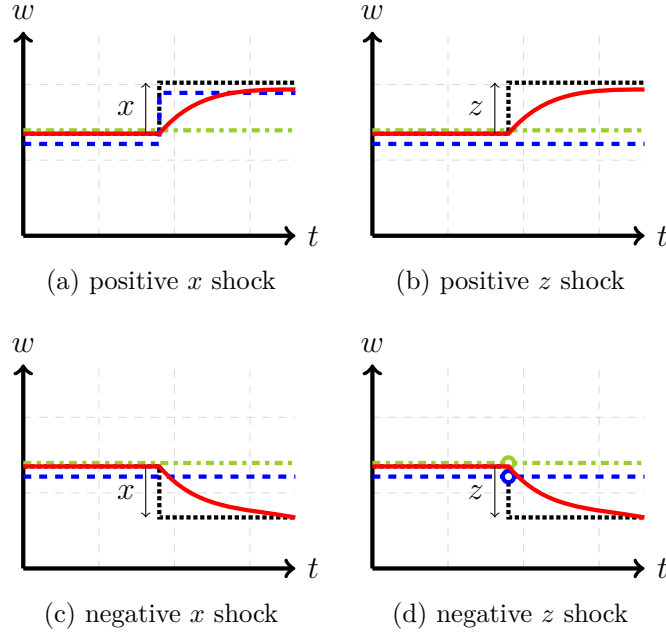 w w
x z
t t
(a) positive x shock (b) positive z shock
w w
x z
t t
(c) negative x shock (d) negative z shock